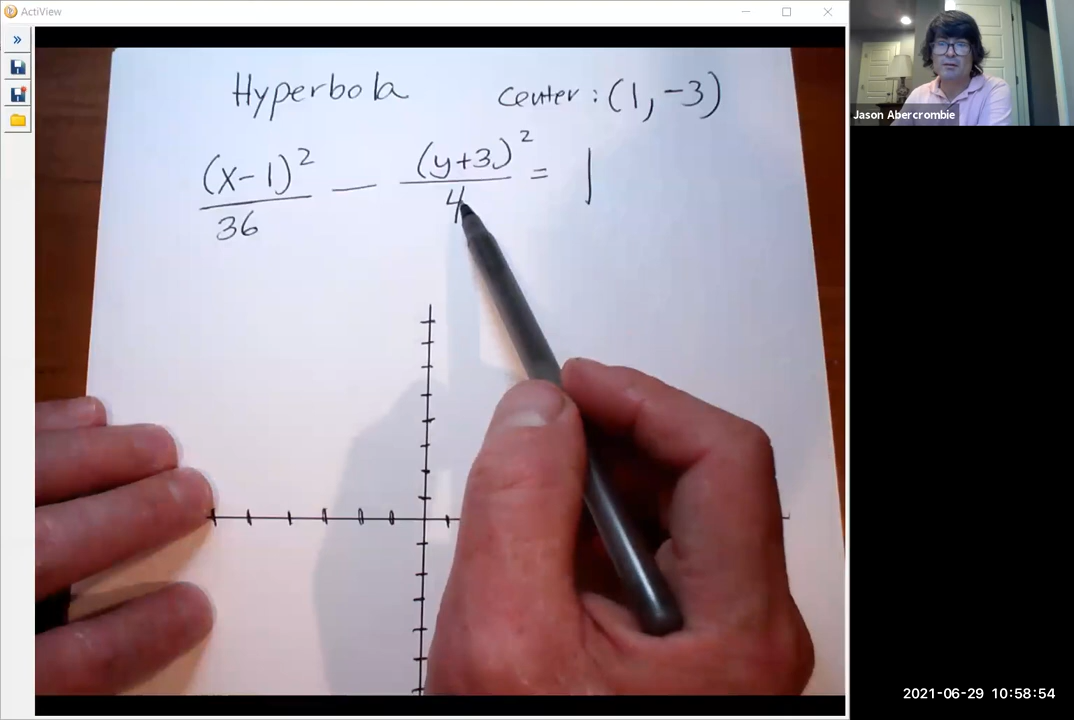 ActiView
Hyperbola center: (1, -3)
(x-1)² / 36 — (y+3)² / 4 = 1
Jason Abercrombie
2021-06-29 10:58:54